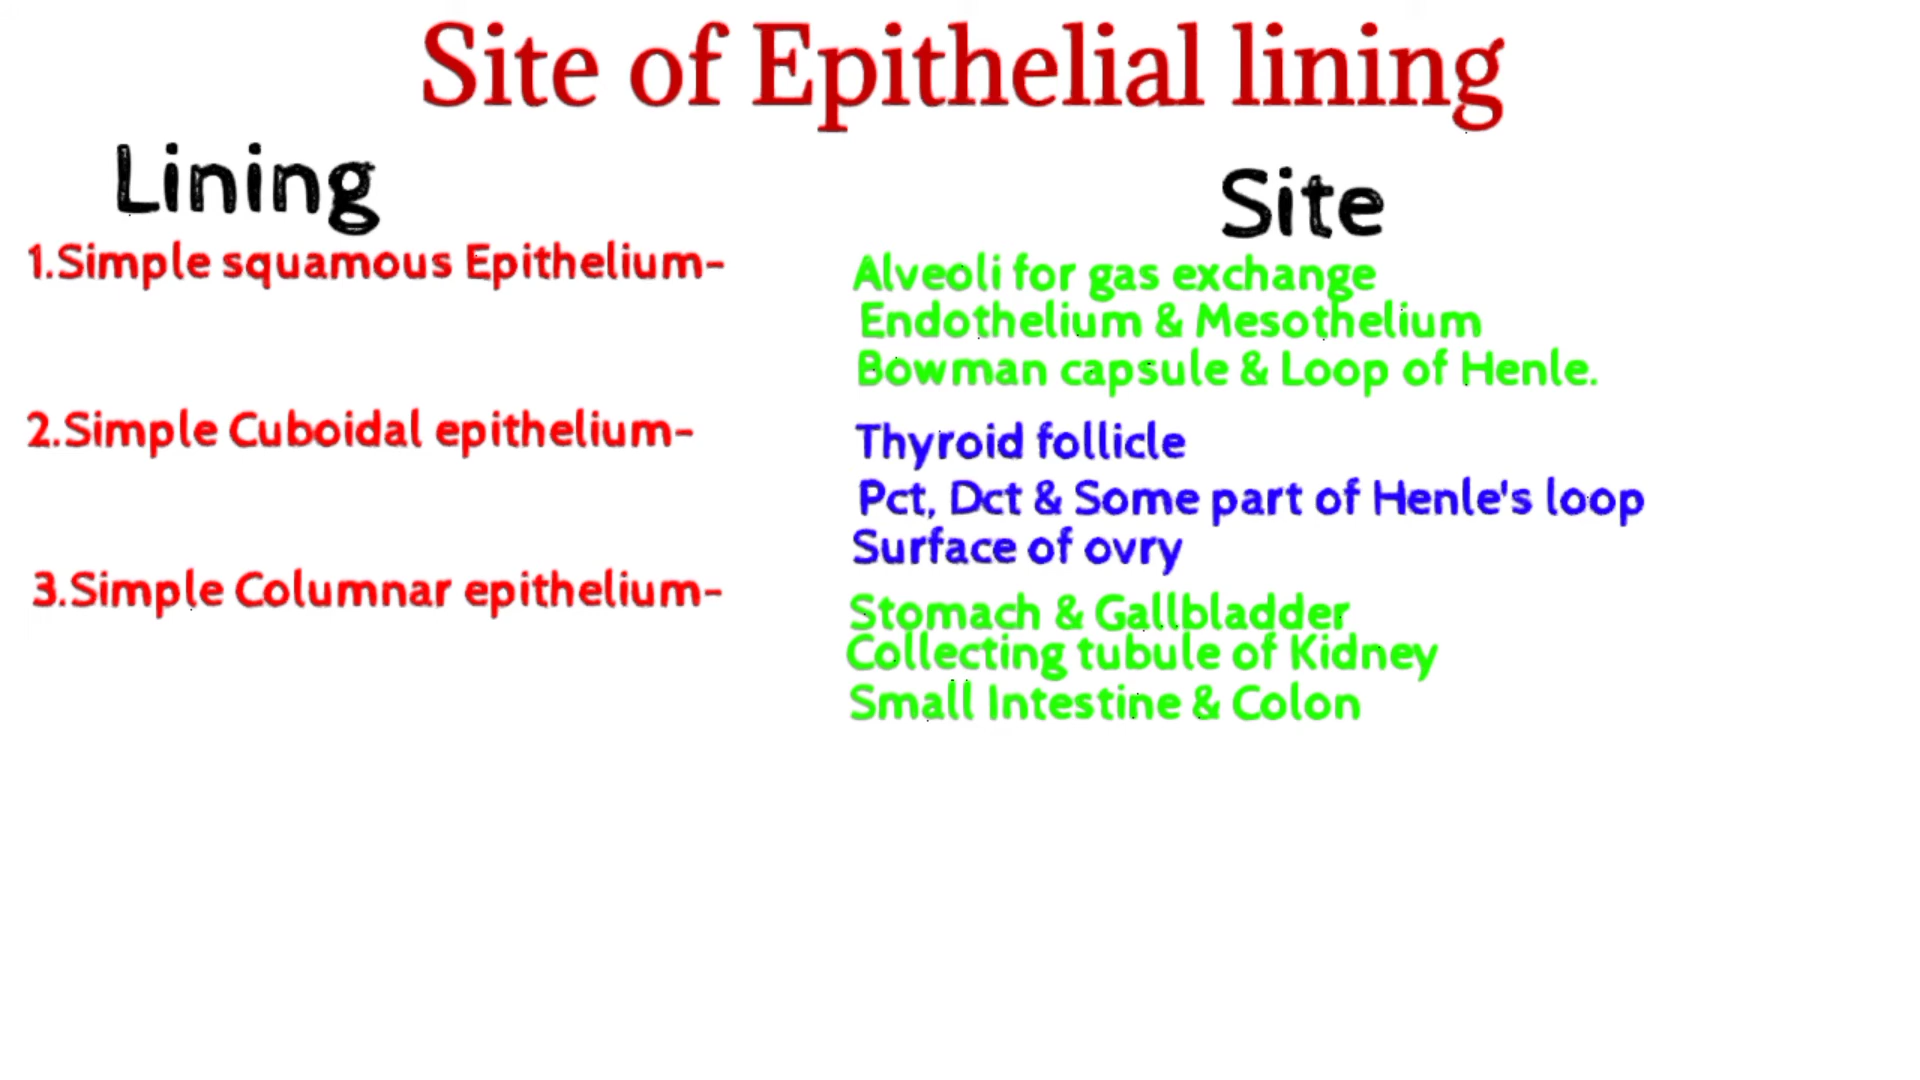 Site of Epithelial lining
Lining
Site
1.Simple squamous Epithelium-
Alveoli for gas exchange
Endothelium & Mesothelium
Bowman capsule & Loop of Henle.
2.Simple Cuboidal epithelium-
Thyroid follicle
Pct, Dct & Some part of Henle's loop
Surface of ovry
3.Simple Columnar epithelium-
Stomach & Gallbladder
Collecting tubule of Kidney
Small Intestine & Colon